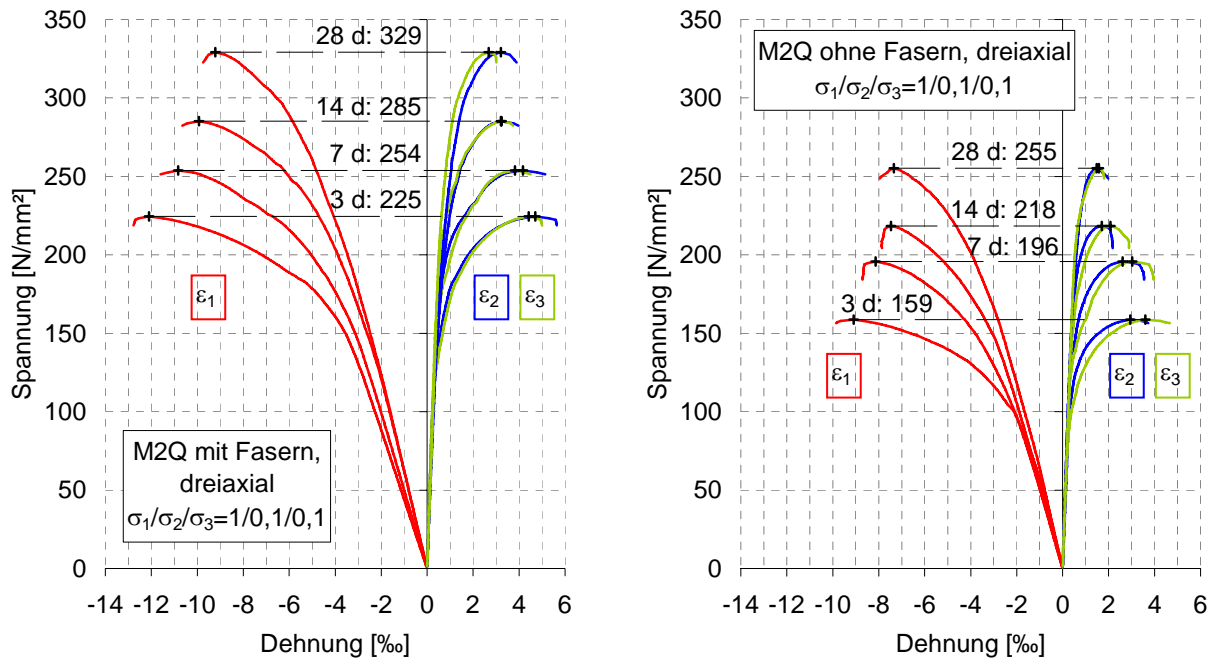 350
300
250
200
150
100
50
0
Spannung [N/mm²]
28 d: 329
14 d: 285
7 d: 254
3 d: 225
ε1
ε2
ε3
M2Q mit Fasern,
dreiaxial
σ1/σ2/σ3=1/0,1/0,1
-14 -12 -10 -8 -6 -4 -2 0 2 4 6
Dehnung [‰]
350
300
250
200
150
100
50
0
Spannung [N/mm²]
M2Q ohne Fasern, dreiaxial
σ1/σ2/σ3=1/0,1/0,1
28 d: 255
14 d: 218
7 d: 196
3 d: 159
ε1
ε2
ε3
-14 -12 -10 -8 -6 -4 -2 0 2 4 6
Dehnung [‰]